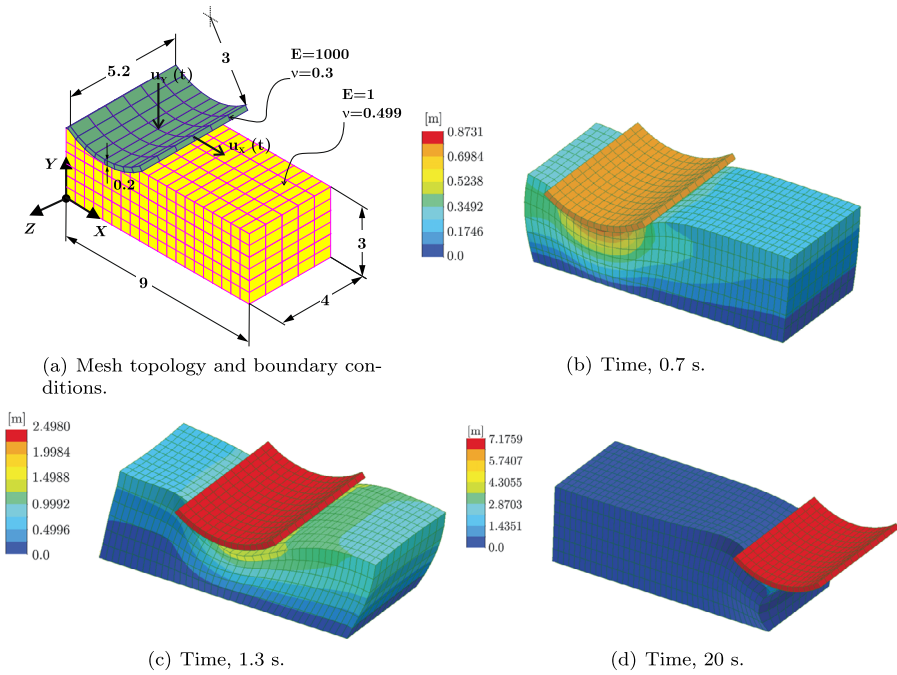 5.2
u_Y (t)
3
E=1000
ν=0.3
E=1
ν=0.499
u_X (t)
0.2
Y
Z
X
9
4
3
(a) Mesh topology and boundary con-
ditions.
[m]
0.8731
0.6984
0.5238
0.3492
0.1746
0.0
(b) Time, 0.7 s.
[m]
2.4980
1.9984
1.4988
0.9992
0.4996
0.0
(c) Time, 1.3 s.
[m]
7.1759
5.7407
4.3055
2.8703
1.4351
0.0
(d) Time, 20 s.